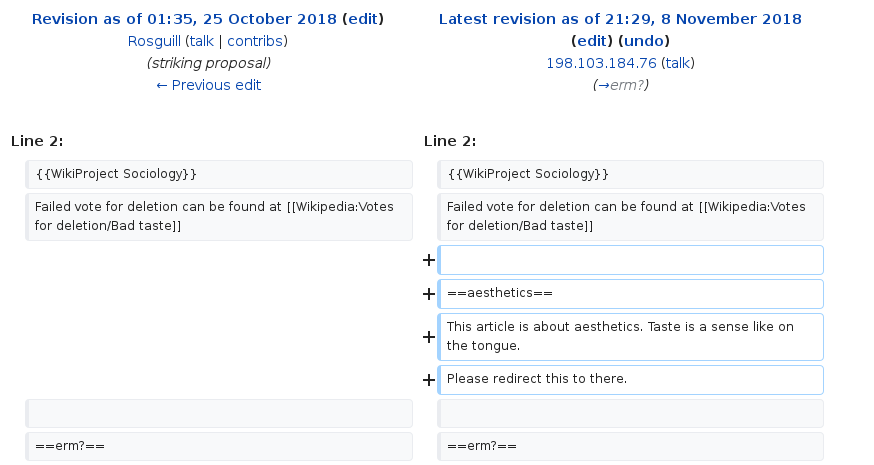 Revision as of 01:35, 25 October 2018 (edit)
Rosguill (talk | contribs)
(striking proposal)
← Previous edit
Latest revision as of 21:29, 8 November 2018
(edit) (undo)
198.103.184.76 (talk)
(→erm?)
Line 2:
Line 2:
{{WikiProject Sociology}}
{{WikiProject Sociology}}
Failed vote for deletion can be found at [[Wikipedia:Votes
for deletion/Bad taste]]
Failed vote for deletion can be found at [[Wikipedia:Votes
for deletion/Bad taste]]
+
+ ==aesthetics==
+ This article is about aesthetics. Taste is a sense like on
the tongue.
+ Please redirect this to there.
==erm?==
==erm?==